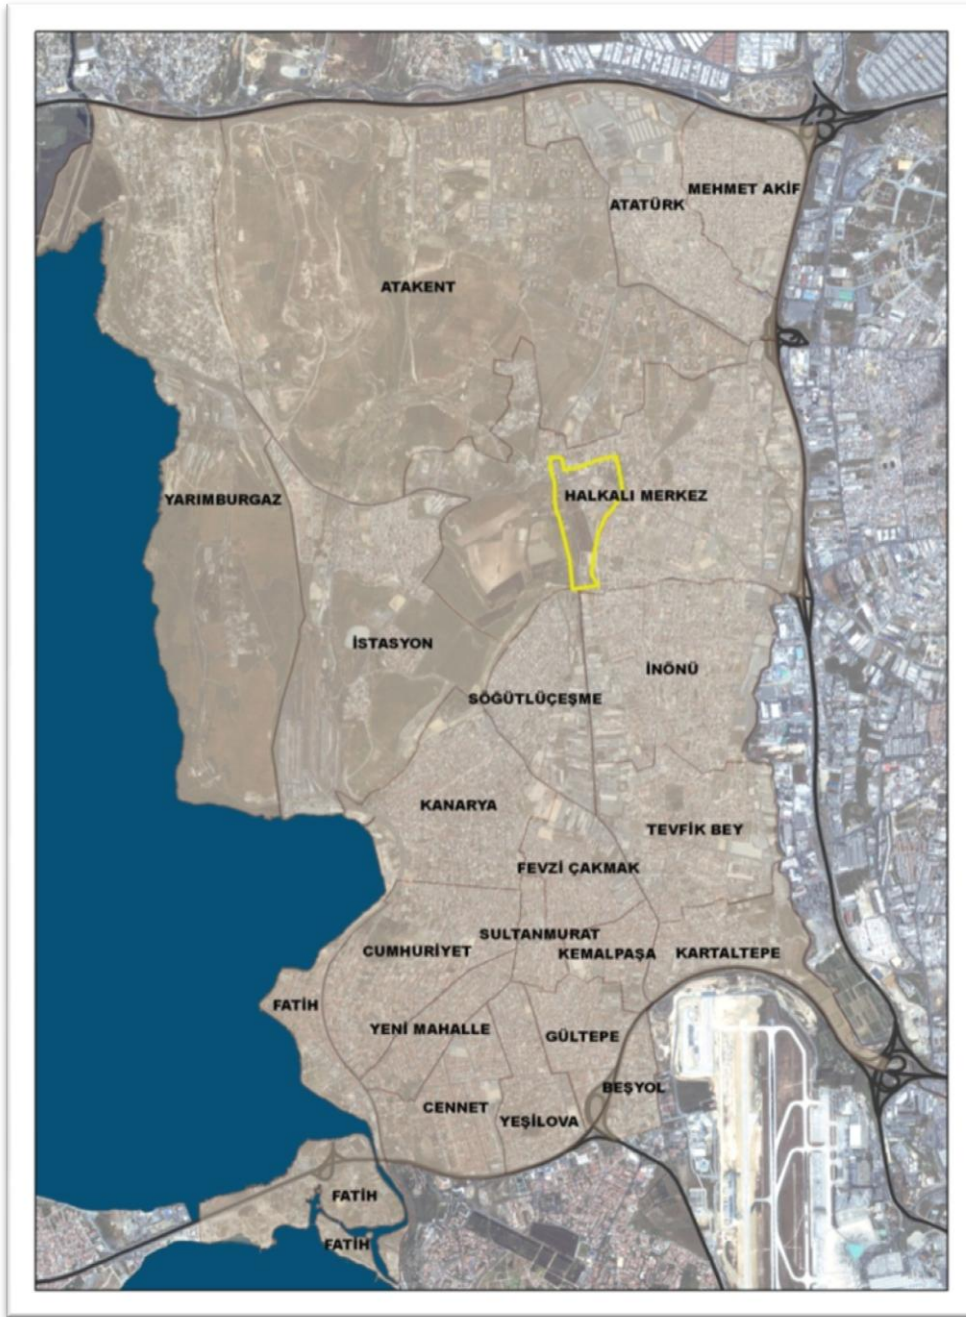 MEHMET AKİF
ATATÜRK
ATAKENT
HALKALI MERKEZ
YARIMBURGAZ
İSTASYON
İNÖNÜ
SÖĞÜTLÜÇEŞME
KANARYA
TEVFİK BEY
FEVZİ ÇAKMAK
SULTANMURAT
CUMHURİYET
KEMALPAŞA
KARTALTEPE
FATİH
YENİ MAHALLE
GÜLTEPE
BEŞYOL
CENNET
YEŞİLOVA
FATİH
FATİH